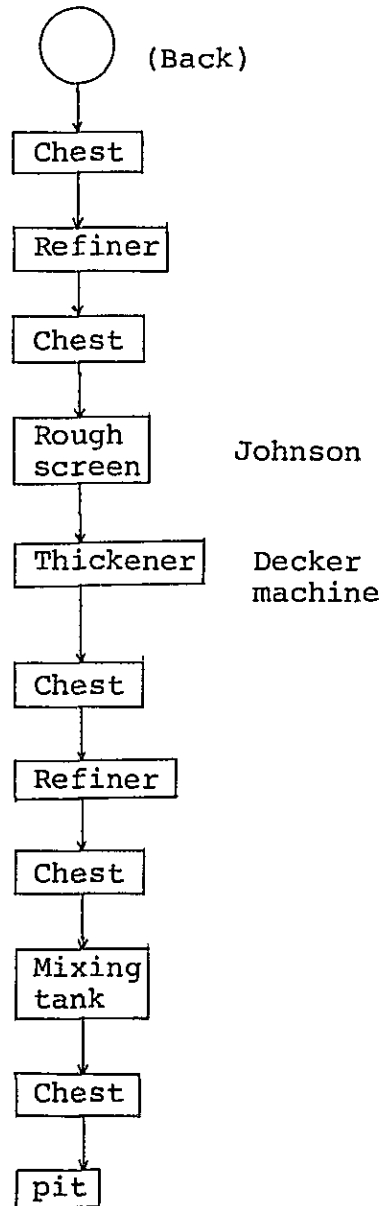 (Back)
Chest
Refiner
Chest
Rough
screen
Johnson
Thickener
Decker
machine
Chest
Refiner
Chest
Mixing
tank
Chest
pit